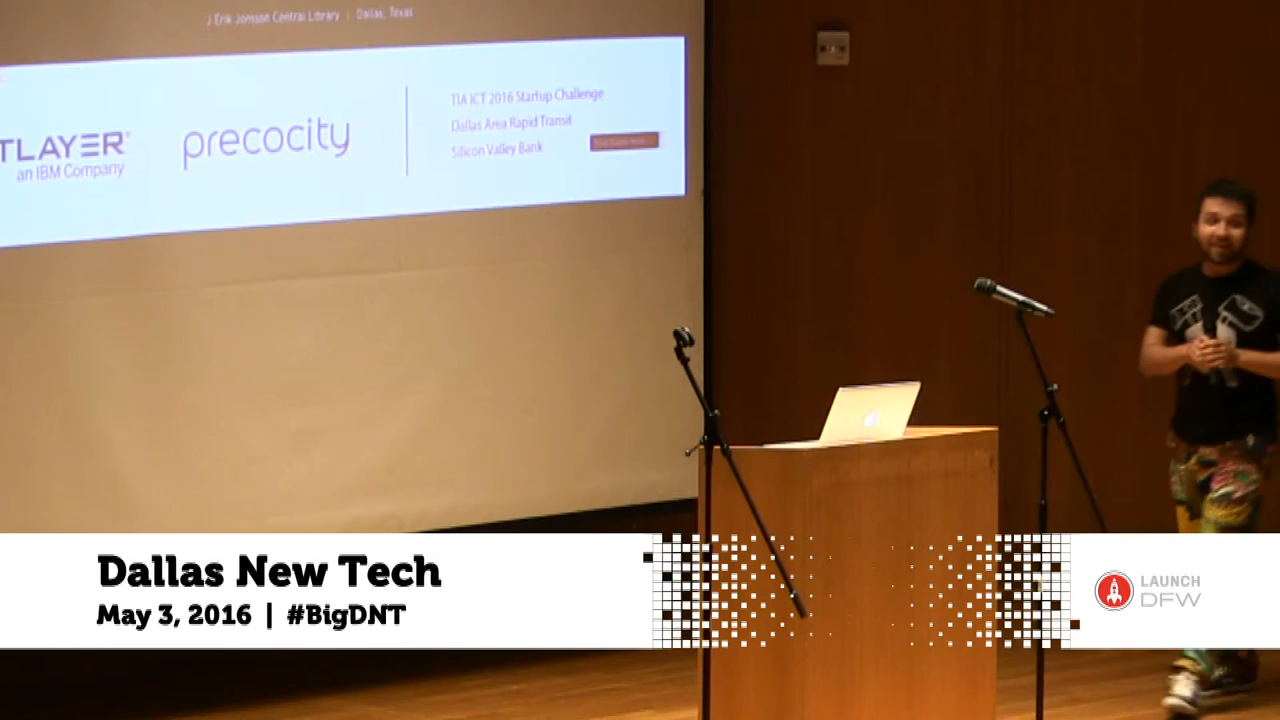 J Erik Jonsson Central Library | Dallas, Texas
TLAYER®
an IBM Company
precocity
TIA ICT 2016 Startup Challenge
Dallas Area Rapid Transit
Silicon Valley Bank
Dallas New Tech
May 3, 2016 | #BigDNT
LAUNCH
DFW